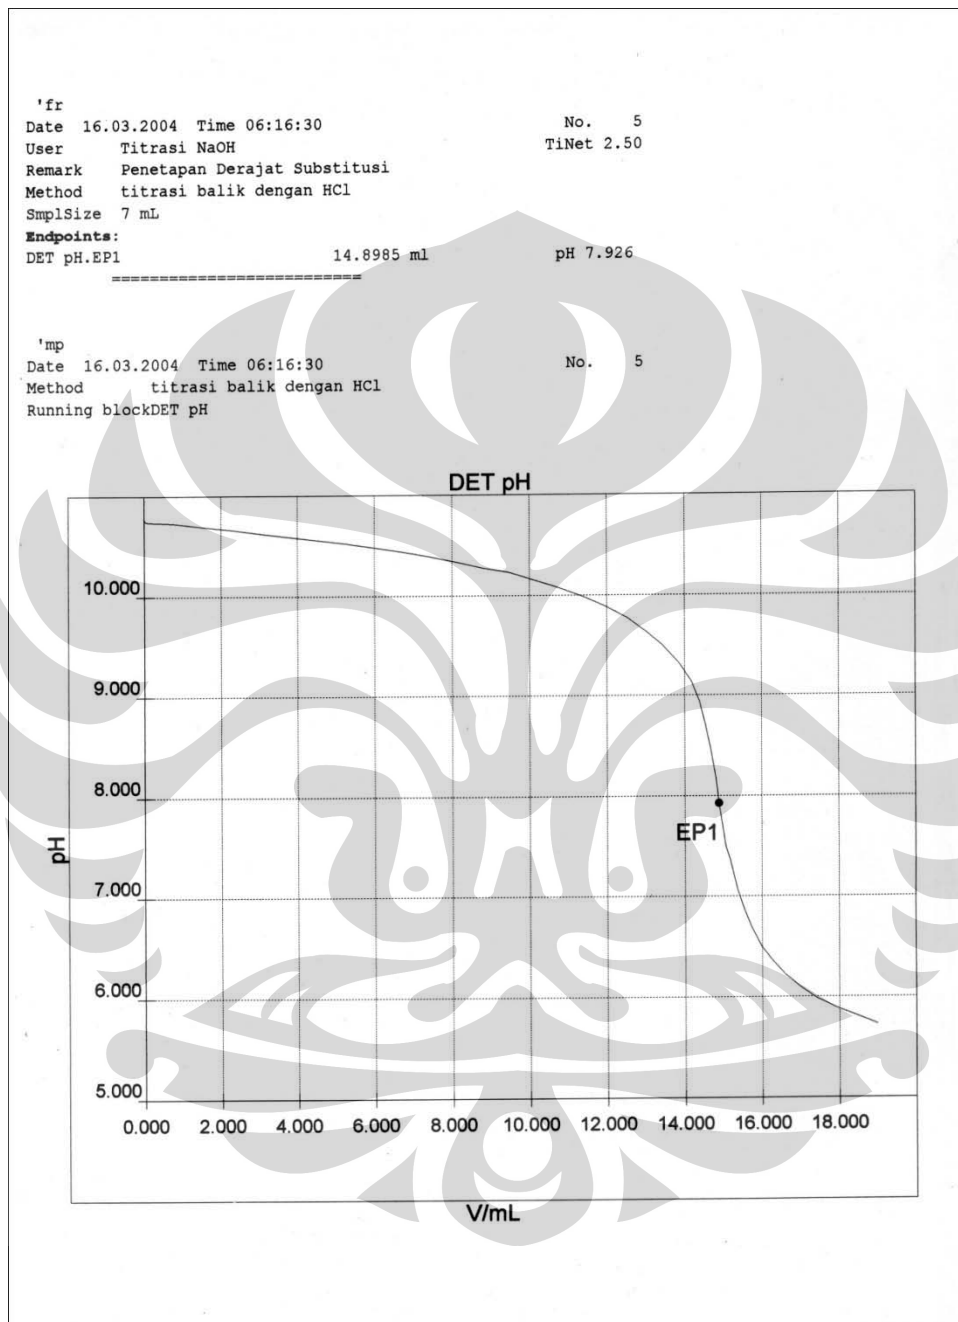 'fr
Date 16.03.2004 Time 06:16:30 No. 5
User Titrasi NaOH TiNet 2.50
Remark Penetapan Derajat Substitusi
Method titrasi balik dengan HCl
SmplSize 7 mL
Endpoints:
DET pH.EP1 14.8985 ml pH 7.926
==========================
'mp
Date 16.03.2004 Time 06:16:30 No. 5
Method titrasi balik dengan HCl
Running blockDET pH
DET pH
10.000
9.000
8.000
EP1
pH
7.000
6.000
5.000
0.000 2.000 4.000 6.000 8.000 10.000 12.000 14.000 16.000 18.000
V/mL